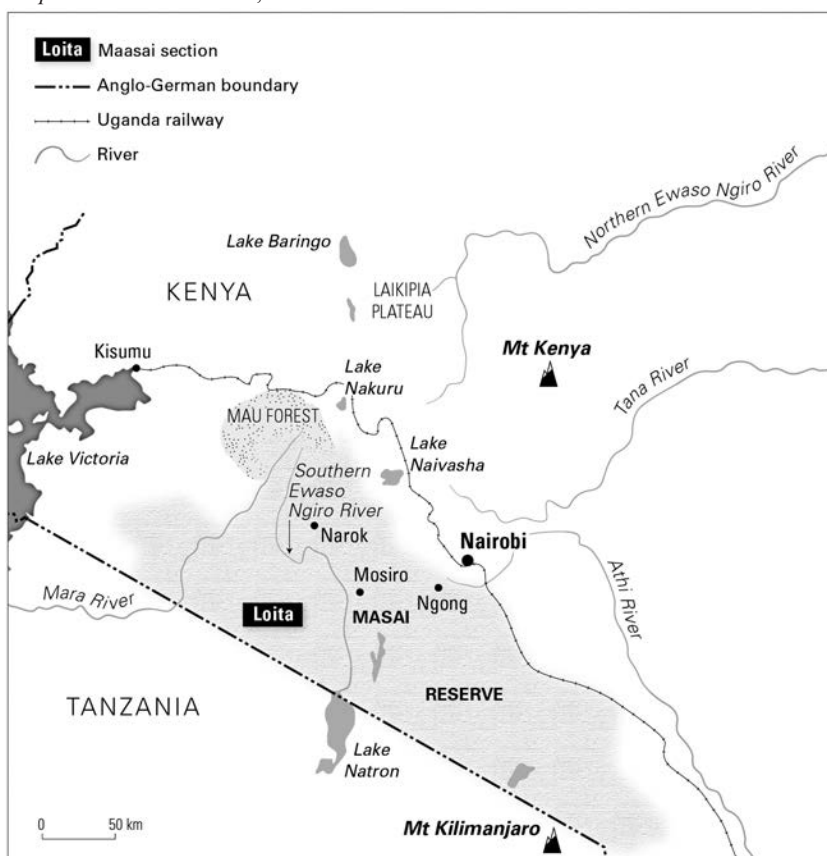 Loita Maasai section
Anglo-German boundary
Uganda railway
River
Northern Ewaso Ngiro River
Lake Baringo
KENYA
LAIKIPIA
PLATEAU
Kisumu
Mt Kenya
Lake
Nakuru
Tana River
MAU FOREST
Lake
Naivasha
Lake Victoria
Southern
Ewaso
Ngiro River
Narok
Nairobi
Mosiro
Ngong
Athi River
Mara River
Loita
MASAI
RESERVE
TANZANIA
Lake
Natron
0 50 km
Mt Kilimanjaro